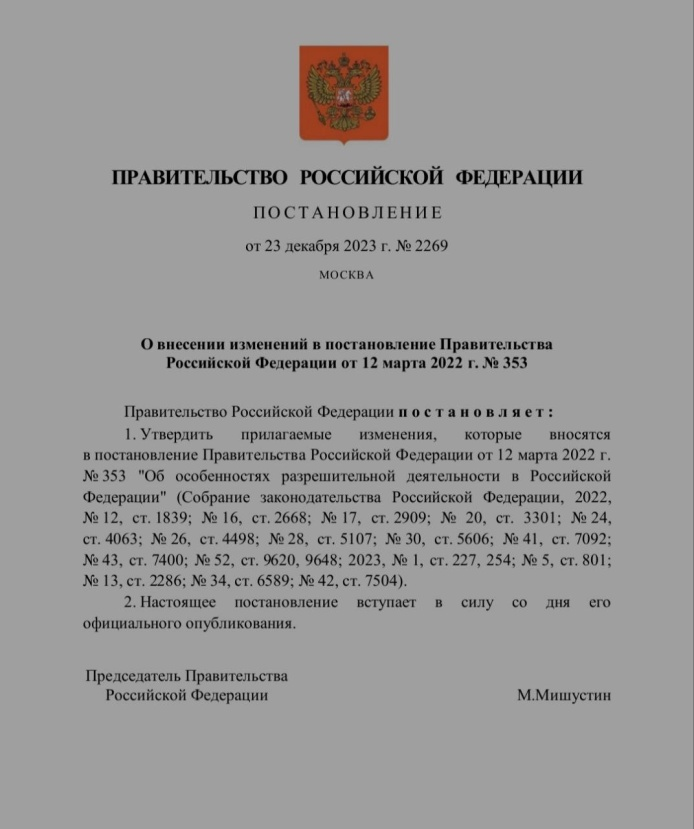 ПРАВИТЕЛЬСТВО РОССИЙСКОЙ ФЕДЕРАЦИИ
ПОСТАНОВЛЕНИЕ
от 23 декабря 2023 г. № 2269
МОСКВА
О внесении изменений в постановление Правительства
Российской Федерации от 12 марта 2022 г. № 353
Правительство Российской Федерации постановляет:
1. Утвердить прилагаемые изменения, которые вносятся
в постановление Правительства Российской Федерации от 12 марта 2022 г.
№ 353 "Об особенностях разрешительной деятельности в Российской
Федерации" (Собрание законодательства Российской Федерации, 2022,
№ 12, ст. 1839; № 16, ст. 2668; № 17, ст. 2909; № 20, ст. 3301; № 24,
ст. 4063; № 26, ст. 4498; № 28, ст. 5107; № 30, ст. 5606; № 41, ст. 7092;
№ 43, ст. 7400; № 52, ст. 9620, 9648; 2023, № 1, ст. 227, 254; № 5, ст. 801;
№ 13, ст. 2286; № 34, ст. 6589; № 42, ст. 7504).
2. Настоящее постановление вступает в силу со дня его
официального опубликования.
Председатель Правительства
Российской Федерации М.Мишустин